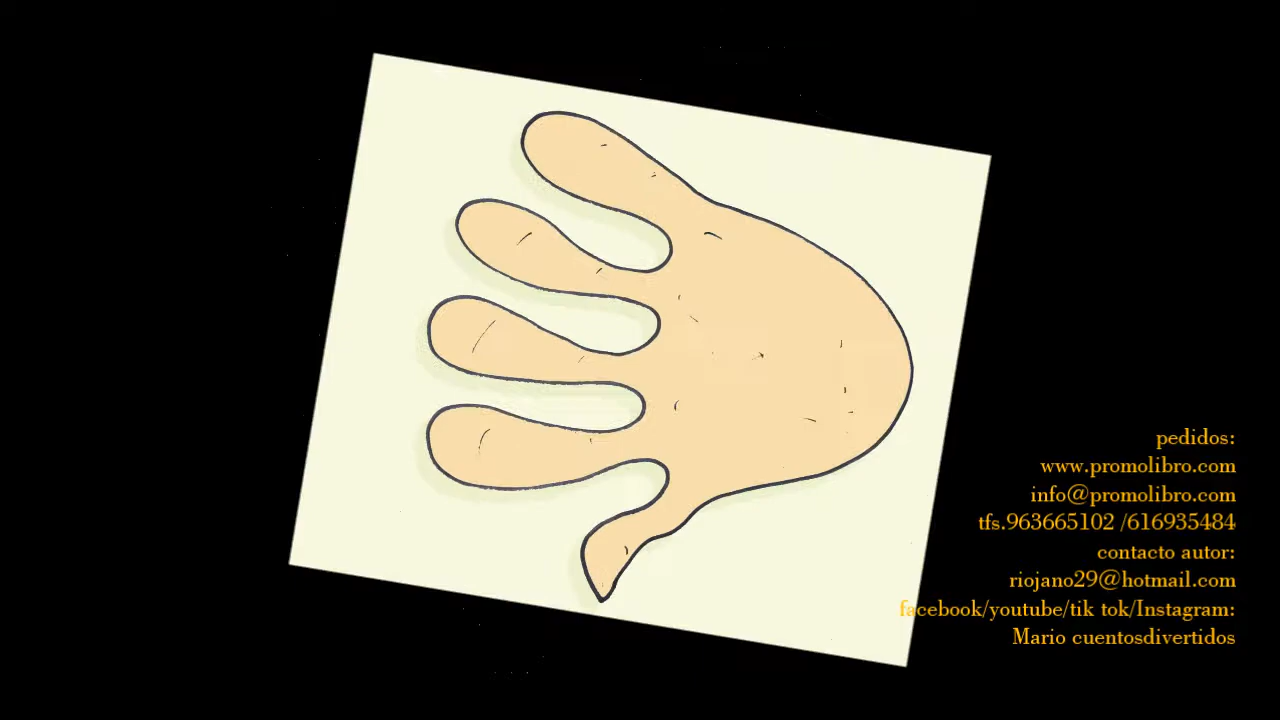 pedidos:
www.promolibro.com
info@promolibro.com
tfs.963665102 /616935484
contacto autor:
riojano29@hotmail.com
facebook/youtube/tik tok/Instagram:
Mario cuentosdivertidos